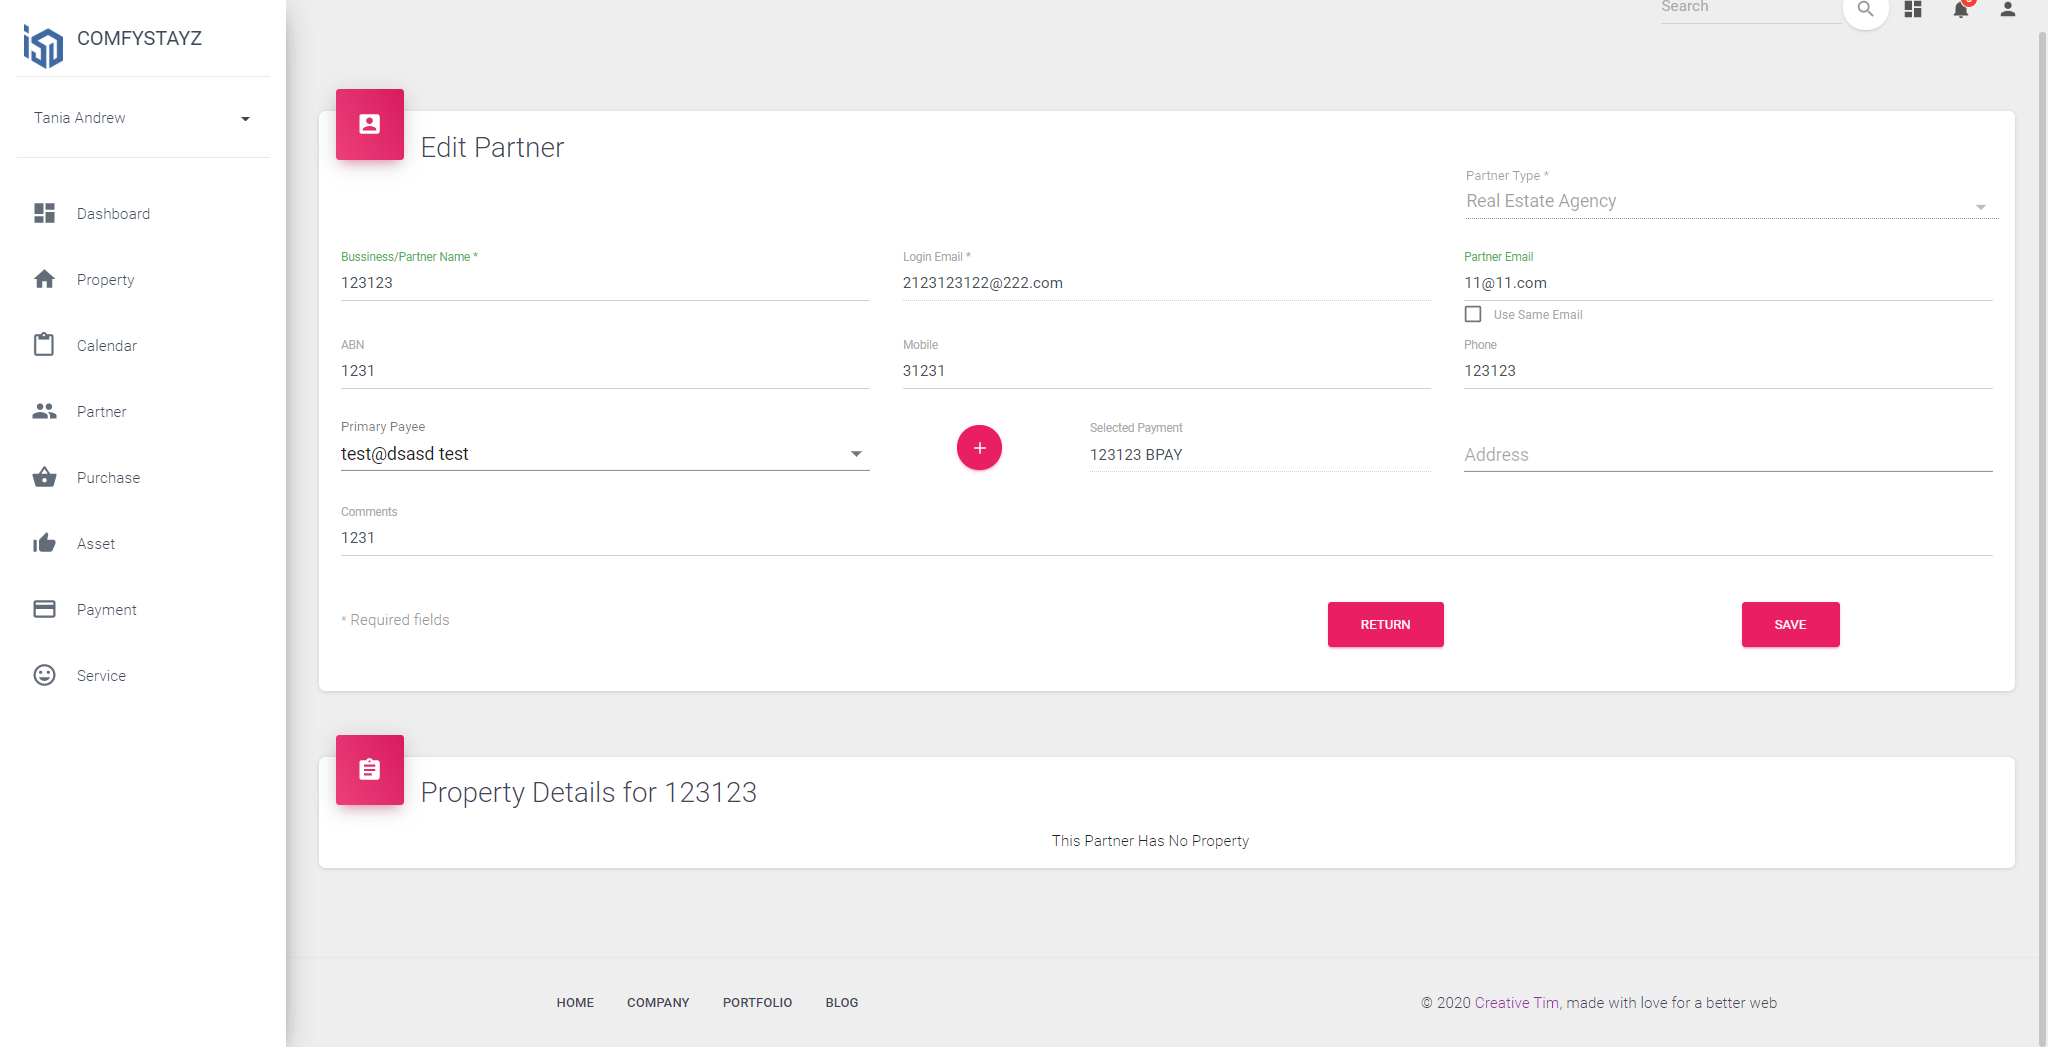 COMFYSTAYZ
Tania Andrew
Dashboard
Property
Calendar
Partner
Purchase
Asset
Payment
Service
Search
Edit Partner
Partner Type *
Real Estate Agency
Bussiness/Partner Name *
123123
Login Email *
2123123122@222.com
Partner Email
11@11.com
Use Same Email
ABN
1231
Mobile
31231
Phone
123123
Primary Payee
test@dsasd test
Selected Payment
123123 BPAY
Address
Comments
1231
* Required fields
RETURN
SAVE
Property Details for 123123
This Partner Has No Property
HOME COMPANY PORTFOLIO BLOG
© 2020 Creative Tim, made with love for a better web